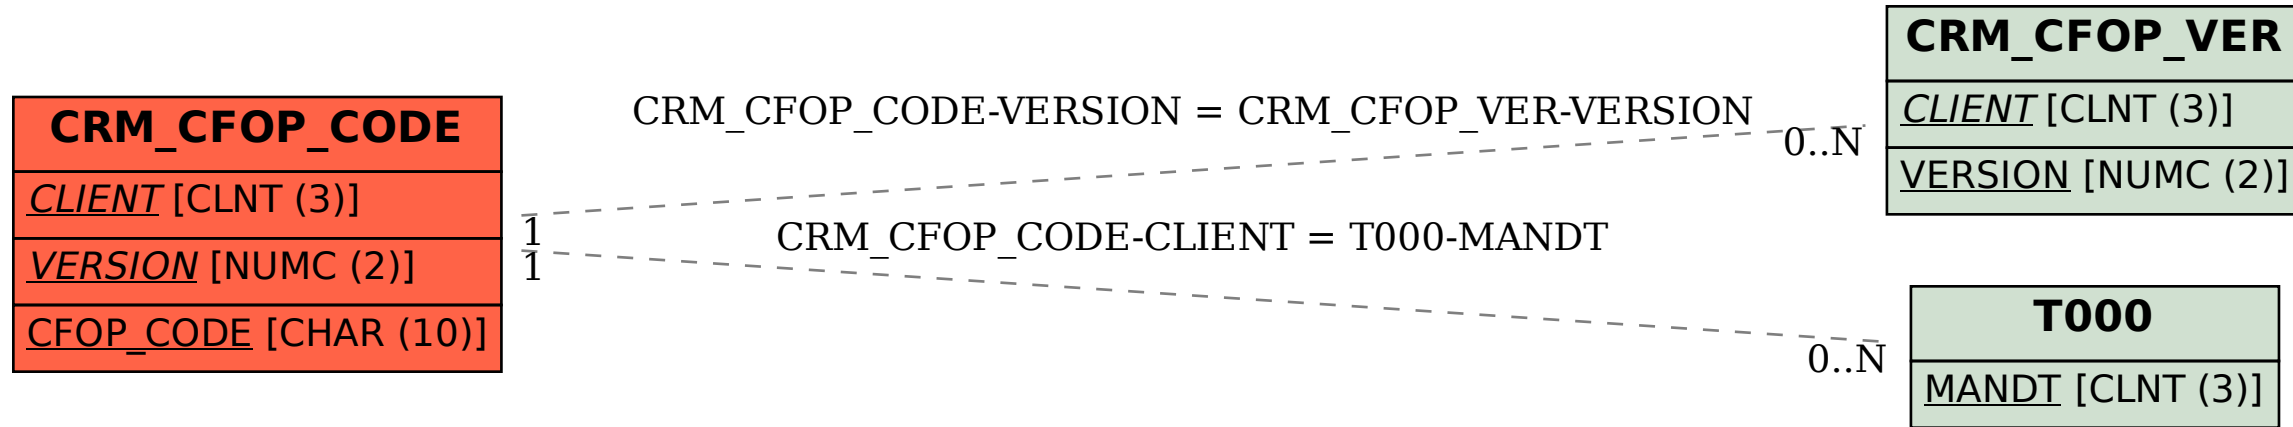 CRM_CFOP_CODE
CLIENT [CLNT (3)]
VERSION [NUMC (2)]
CFOP_CODE [CHAR (10)]
CRM_CFOP_CODE-VERSION = CRM_CFOP_VER-VERSION
1
0..N
CRM_CFOP_CODE-CLIENT = T000-MANDT
1
0..N
CRM_CFOP_VER
CLIENT [CLNT (3)]
VERSION [NUMC (2)]
T000
MANDT [CLNT (3)]